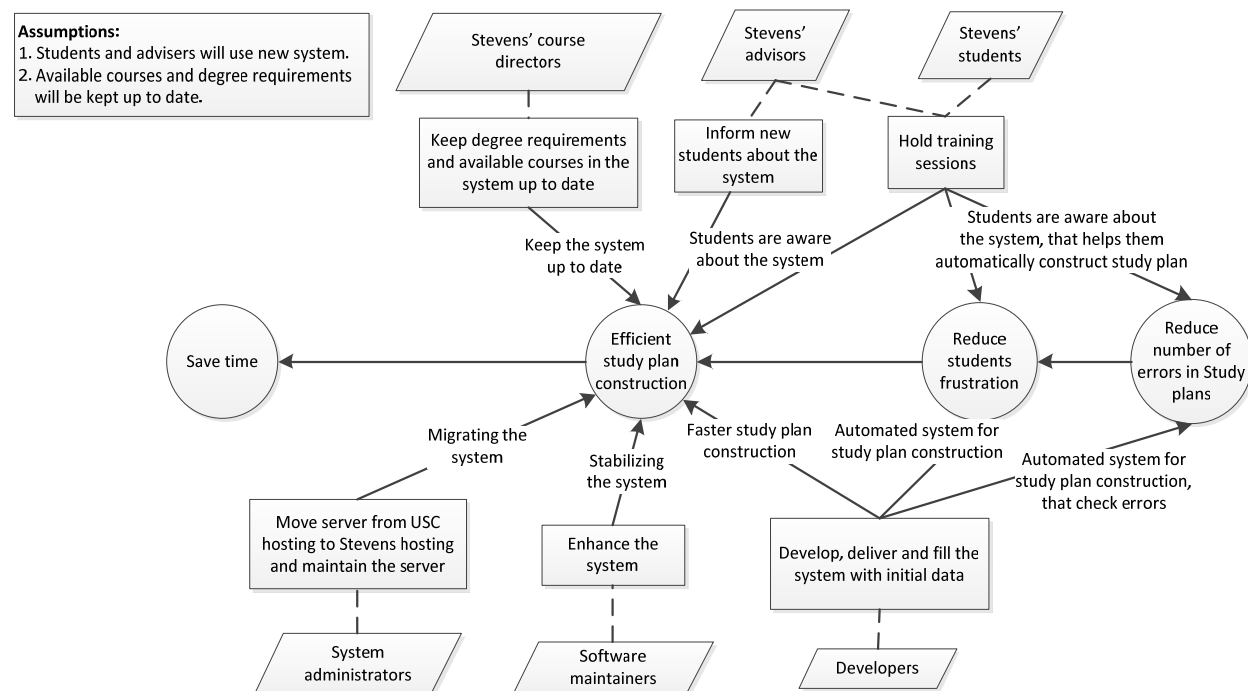 Assumptions:
1. Students and advisers will use new system.
2. Available courses and degree requirements
will be kept up to date.
Stevens' course
directors
Stevens'
advisors
Stevens'
students
Keep degree requirements
and available courses in the
system up to date
Inform new
students about the
system
Hold training
sessions
Keep the system
up to date
Students are aware
about the system
Students are aware about
the system, that helps them
automatically construct study plan
Save time
Efficient
study plan
construction
Reduce
students
frustration
Reduce
number of
errors in Study
plans
Migrating the
system
Stabilizing
the system
Faster study plan
construction
Automated system for
study plan construction
Automated system for
study plan construction,
that check errors
Move server from USC
hosting to Stevens hosting
and maintain the server
Enhance the
system
Develop, deliver and fill the
system with initial data
System
administrators
Software
maintainers
Developers